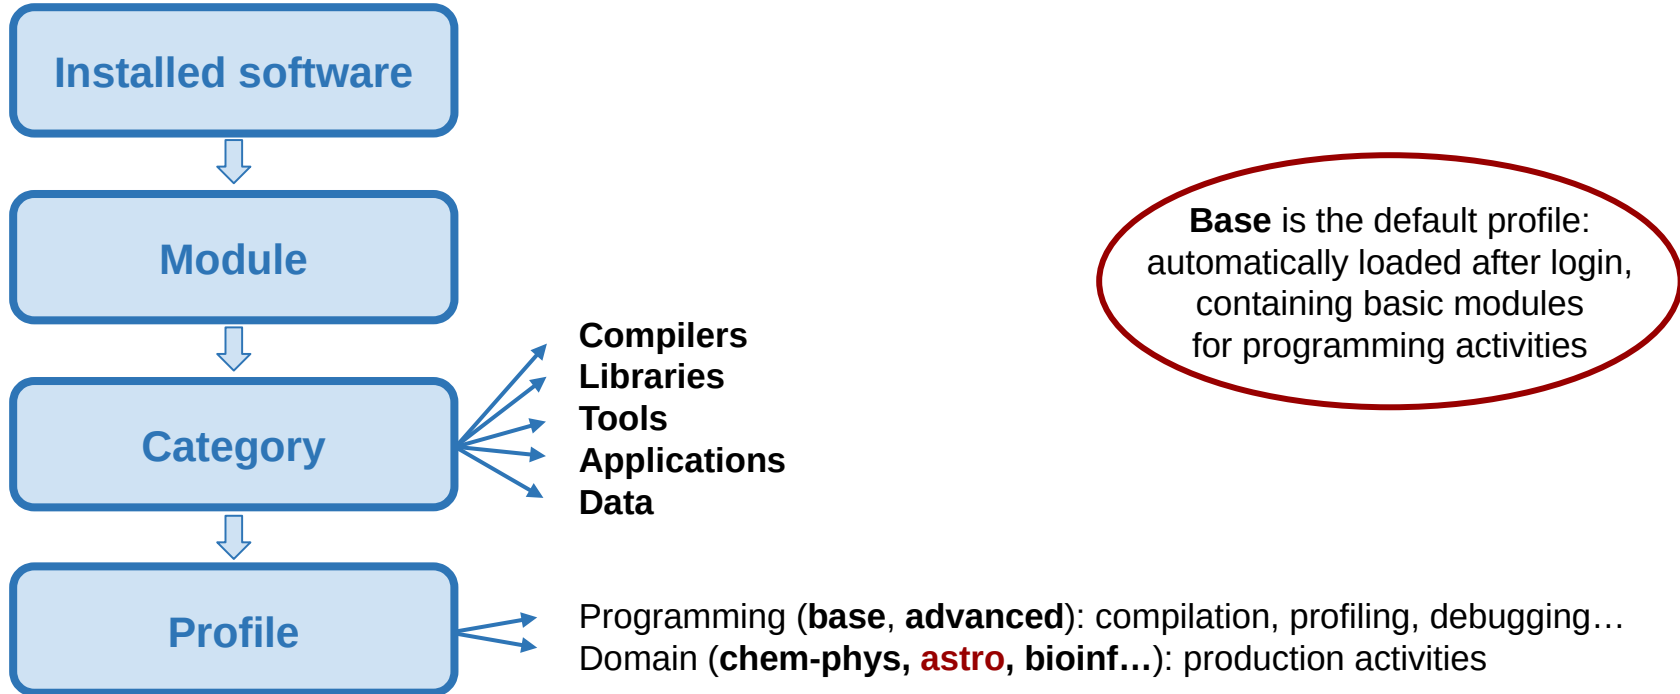 Installed software
Module
Base is the default profile:
automatically loaded after login,
containing basic modules
for programming activities
Category
Compilers
Libraries
Tools
Applications
Data
Profile
Programming (base, advanced): compilation, profiling, debugging…
Domain (chem-phys, astro, bioinf…): production activities